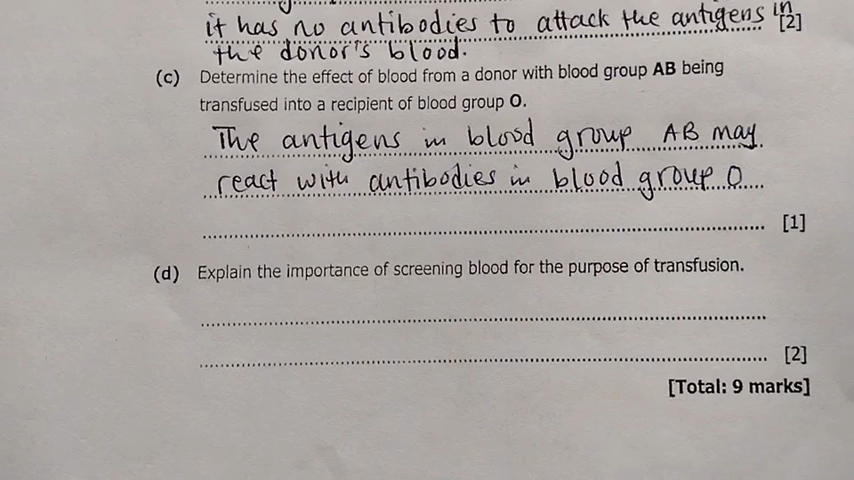 it has no antibodies to attack the antigens in [2]
the donor's blood.
(c) Determine the effect of blood from a donor with blood group AB being
transfused into a recipient of blood group O.
The antigens in blood group AB may
react with antibodies in blood group O
[1]
(d) Explain the importance of screening blood for the purpose of transfusion.
[2]
[Total: 9 marks]